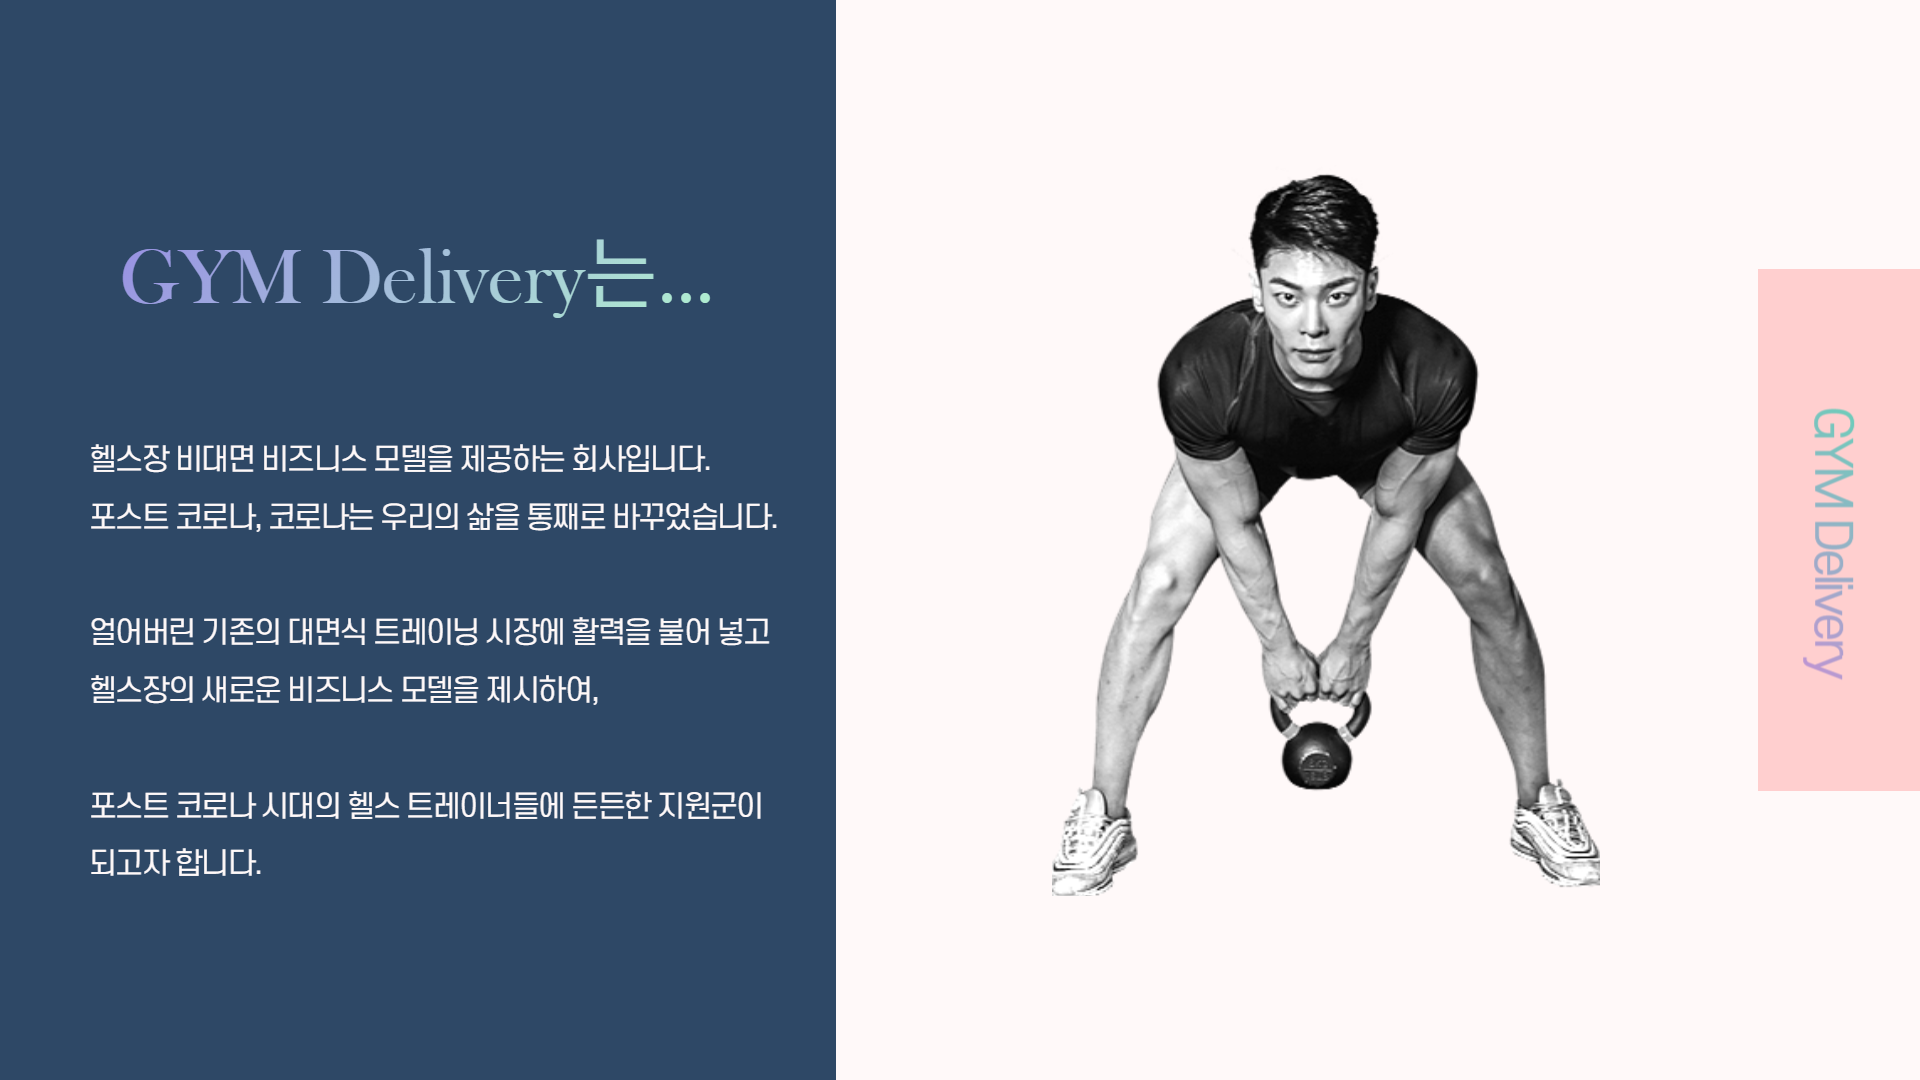 GYM Delivery는...
헬스장 비대면 비즈니스 모델을 제공하는 회사입니다.
포스트 코로나, 코로나는 우리의 삶을 통째로 바꾸었습니다.
얼어버린 기존의 대면식 트레이닝 시장에 활력을 불어 넣고
헬스장의 새로운 비즈니스 모델을 제시하여,
포스트 코로나 시대의 헬스 트레이너들에 든든한 지원군이
되고자 합니다.
GYM Delivery